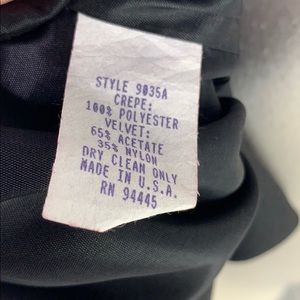 STYLE 9035A
CREPE:
100% POLYESTER
VELVET:
65% ACETATE
35% NYLON
DRY CLEAN ONLY
MADE IN U.S.A.
RN 94445